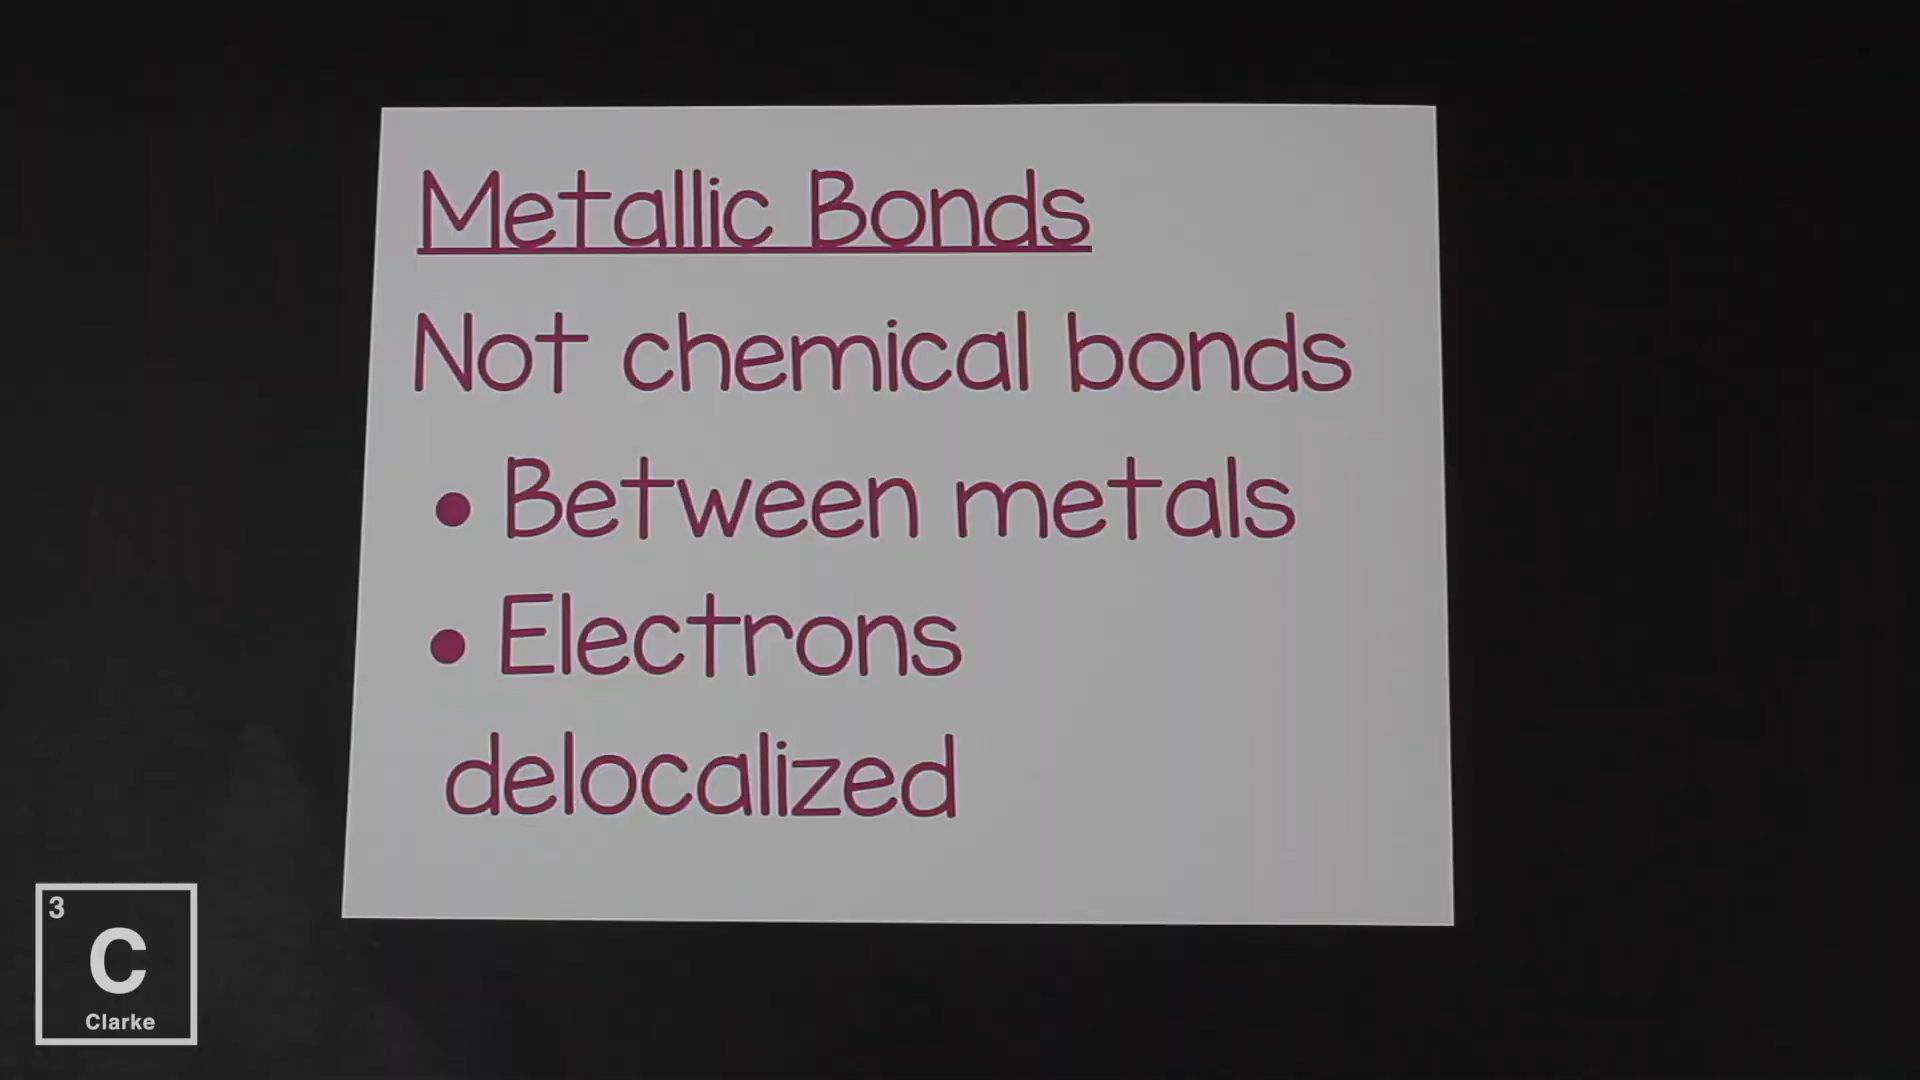 Metallic Bonds
Not chemical bonds
• Between metals
• Electrons
delocalized
3
C
Clarke